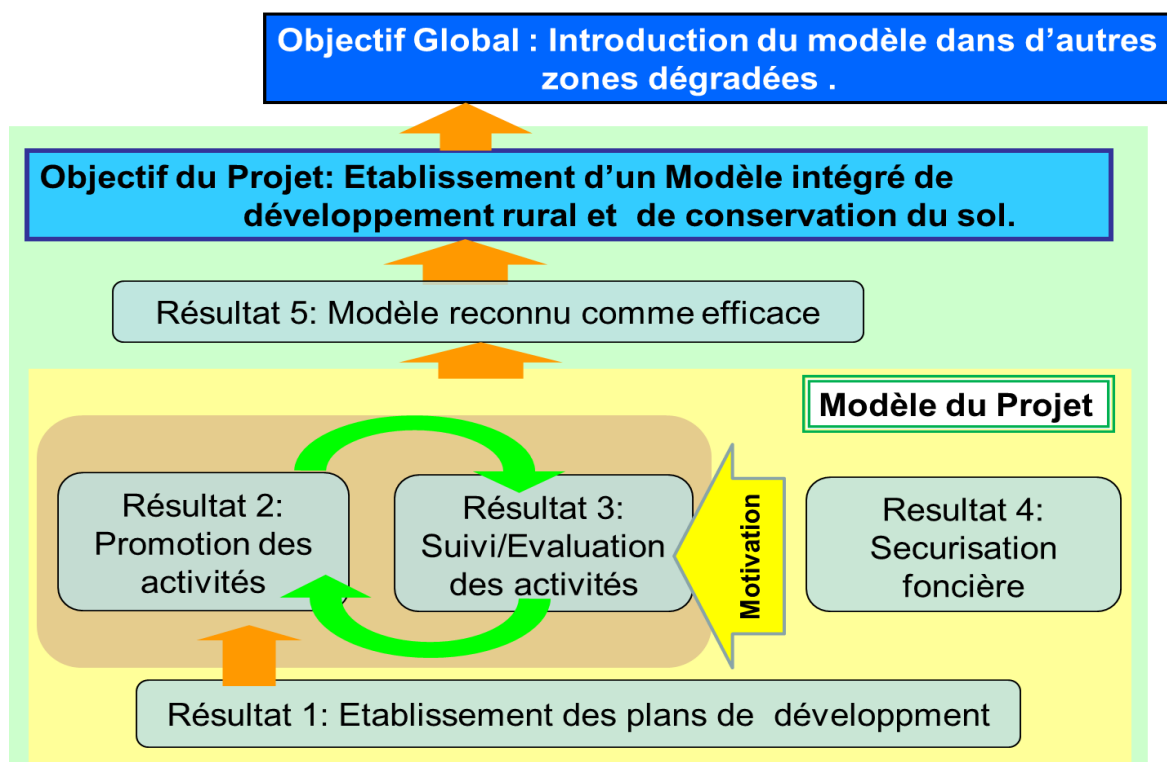 Objectif Global : Introduction du modèle dans d’autres
zones dégradées .
Objectif du Projet: Etablissement d’un Modèle intégré de
développement rural et de conservation du sol.
Résultat 5: Modèle reconnu comme efficace
Modèle du Projet
Résultat 2:
Promotion des
activités
Résultat 3:
Suivi/Evaluation
des activités
Motivation
Resultat 4:
Securisation
foncière
Résultat 1: Etablissement des plans de développment